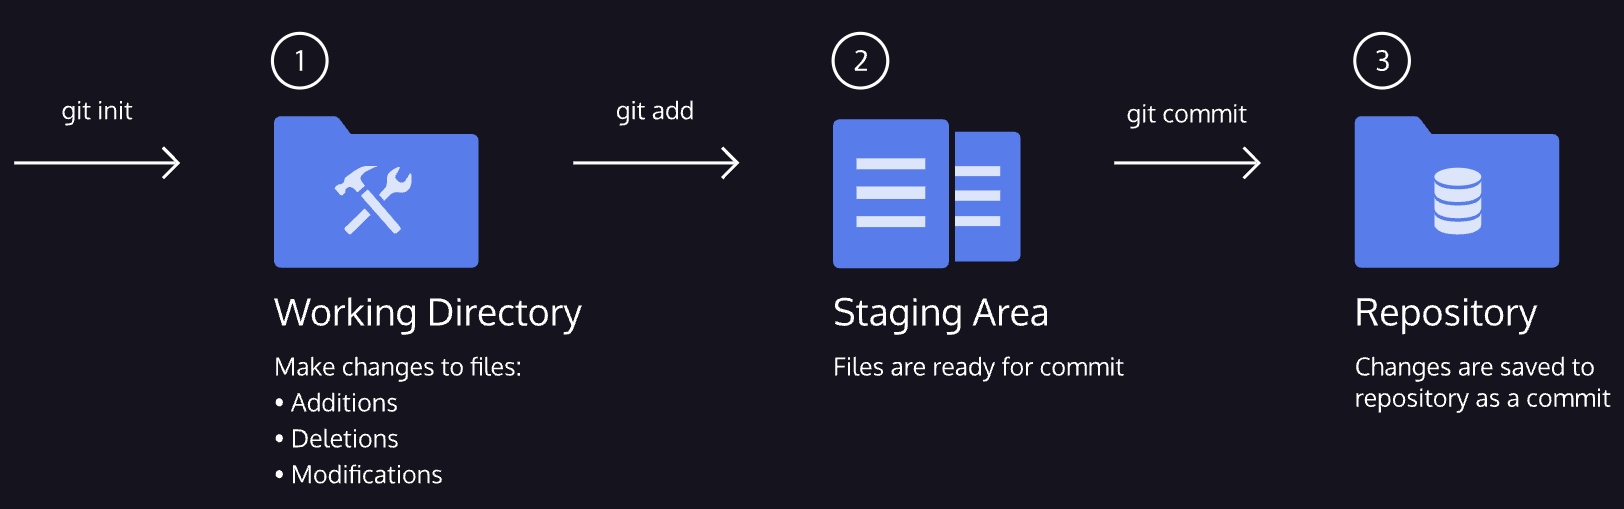 git init
1
Working Directory
Make changes to files:
• Additions
• Deletions
• Modifications
git add
2
Staging Area
Files are ready for commit
git commit
3
Repository
Changes are saved to
repository as a commit